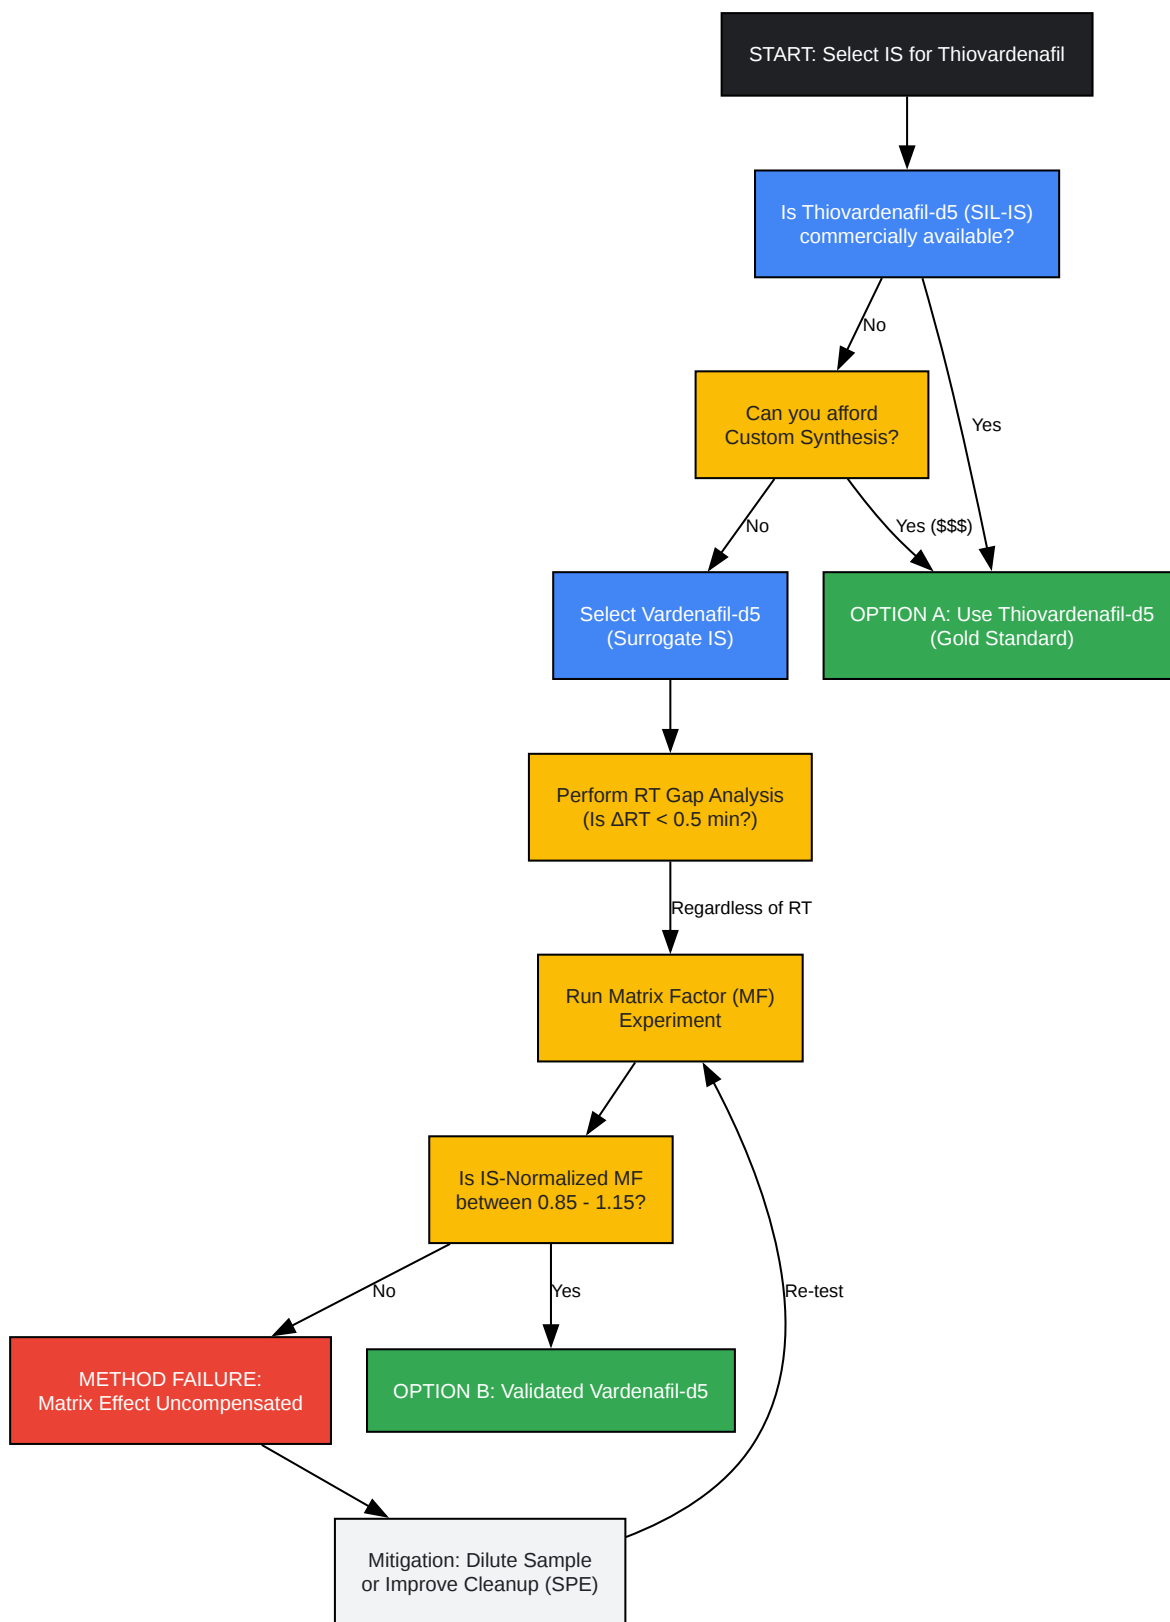 START: Select IS for Thiovardenafil
Is Thiovardenafil-d5 (SIL-IS)
commercially available?
No
Yes
Can you afford
Custom Synthesis?
No
Yes ($$$)
Select Vardenafil-d5
(Surrogate IS)
OPTION A: Use Thiovardenafil-d5
(Gold Standard)
Perform RT Gap Analysis
(Is ΔRT < 0.5 min?)
Regardless of RT
Run Matrix Factor (MF)
Experiment
Is IS-Normalized MF
between 0.85 - 1.15?
No
Yes
Re-test
METHOD FAILURE:
Matrix Effect Uncompensated
OPTION B: Validated Vardenafil-d5
Mitigation: Dilute Sample
or Improve Cleanup (SPE)